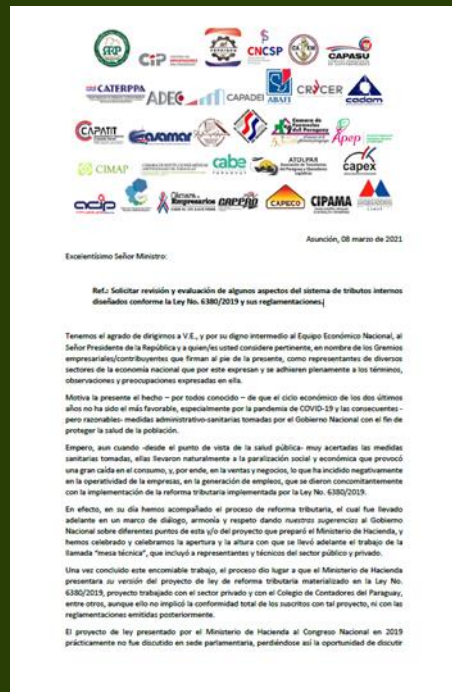 ARP
CIP
CNCSP
CAPASU
CATERPPA
ADEC
CAPADEI
ABAFI
CRYCER
cadam
CAPATIT
casamar
Cámara de
Farmacias
del Paraguay
Apep
CIMAP
cabe
ATOLPAR
capex
adip
Cámara
Empresarios
CAPECO
CIPAMA
Asunción, 08 marzo de 2021
Excelentísimo Señor Ministro:
Ref.: Solicitar revisión y evaluación de algunos aspectos del sistema de tributos internos
diseñados conforme la Ley No. 6380/2019 y sus reglamentaciones.
Tenemos el agrado de dirigirnos a V.E., y por su digno intermedio al Equipo Económico Nacional, al
Señor Presidente de la República y a quien/es usted considere pertinente, en nombre de los Gremios
empresariales/contribuyentes que firman al pie de la presente, como representantes de diversos
sectores de la economía nacional que por este expresan y se adhieren plenamente a los términos,
observaciones y preocupaciones expresadas en ella.
Motiva la presente el hecho – por todos conocido – de que el ciclo económico de los dos últimos
años no ha sido el más favorable, especialmente por la pandemia de COVID-19 y las consecuentes -
pero razonables- medidas administrativo-sanitarias tomadas por el Gobierno Nacional con el fin de
proteger la salud de la población.
Empero, aun cuando -desde el punto de vista de la salud pública- muy acertadas las medidas
sanitarias tomadas, ellas llevaron naturalmente a la paralización social y económica que provocó
una gran caída en el consumo, y, por ende, en la ventas y negocios, lo que ha incidido negativamente
en la operatividad de la empresas, en la generación de empleos, que se dieron concomitantemente
con la implementación de la reforma tributaria implementada por la Ley No. 6380/2019.
En efecto, en su día hemos acompañado el proceso de reforma tributaria, el cual fue llevado
adelante en un marco de diálogo, armonía y respeto dando nuestras sugerencias al Gobierno
Nacional sobre diferentes puntos de esta y/o del proyecto que preparó el Ministerio de Hacienda, y
hemos celebrado y celebramos la apertura y la altura con que se llevó adelante el trabajo de la
llamada "mesa técnica", que incluyó a representantes y técnicos del sector público y privado.
Una vez concluido este encomiable trabajo, el proceso dio lugar a que el Ministerio de Hacienda
presentara su versión del proyecto de ley de reforma tributaria materializado en la Ley No.
6380/2019, proyecto trabajado con el sector privado y con el Colegio de Contadores del Paraguay,
entre otros, aunque ello no implicó la conformidad total de los suscritos con tal proyecto, ni con las
reglamentaciones emitidas posteriormente.
El proyecto de ley presentado por el Ministerio de Hacienda al Congreso Nacional en 2019
prácticamente no fue discutido en sede parlamentaria, perdiéndose así la oportunidad de discutir